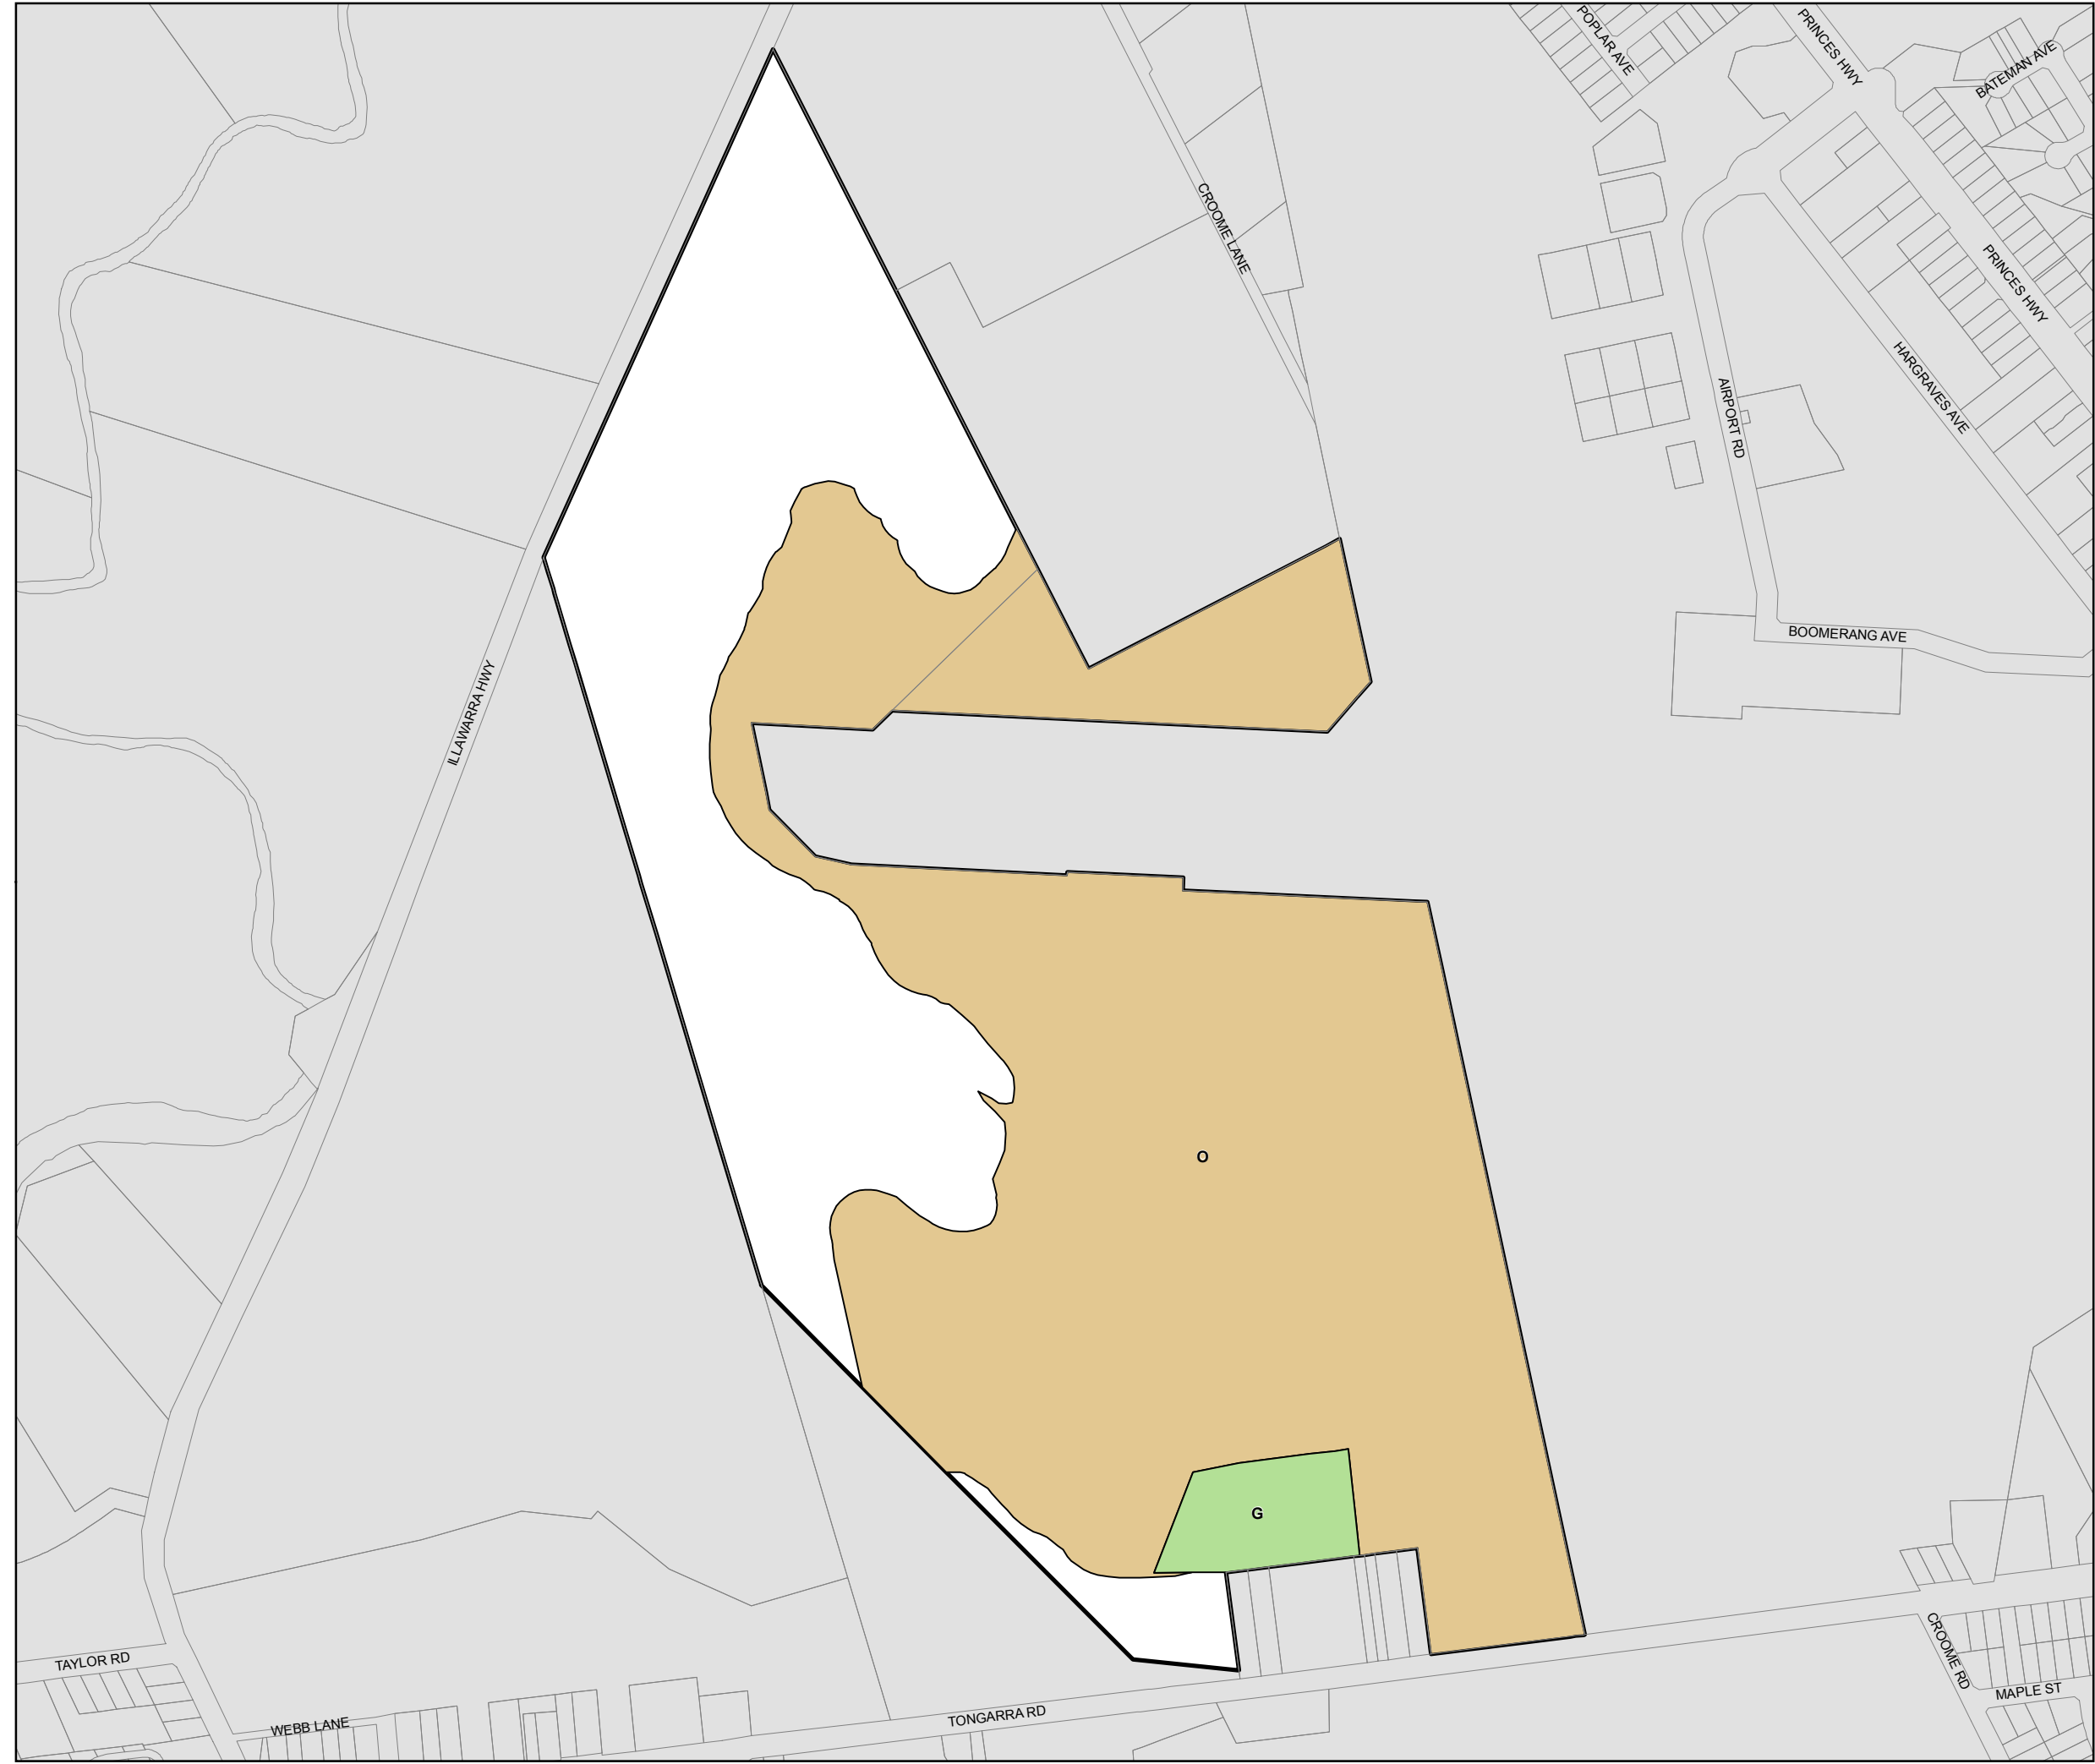 POPLAR AVE
PRINCES HWY
BATEMAN AVE
CROOME LANE
PRINCES HWY
HARGRAVES AVE
AIRPORT RD
BOOMERANG AVE
ILLAWARRA HWY
O
G
CROOME RD
TAYLOR RD
MAPLE ST
TONGARRA RD
WEBB LANE